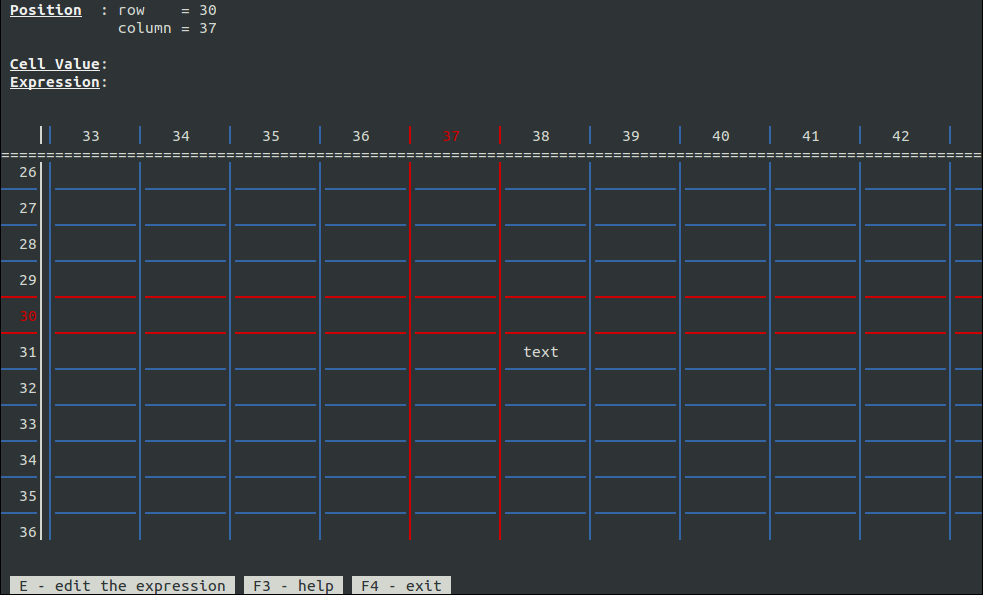 Position  : row    = 30
            column = 37
Cell Value:
Expression:
33 34 35 36 37 38 39 40 41 42
26
27
28
29
30
31 text
32
33
34
35
36
E - edit the expression F3 - help F4 - exit